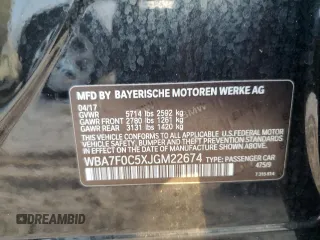 MFD BY BAYERISCHE MOTOREN WERKE AG
04/17
GVWR 5714 lbs 2592 kg
GAWR FRONT 2780 lbs 1261 kg
GAWR REAR 3131 lbs 1420 kg
THIS VEHICLE CONFORMS TO ALL APPLICABLE U.S. FEDERAL MOTOR
VEHICLE SAFETY, BUMPER AND THEFT PREVENTION STANDARDS
IN EFFECT ON THE DATE OF MANUFACTURE SHOWN ABOVE.
WBA7F0C5XJGM22674 TYPE: PASSENGER CAR
475/9
DREAMBID